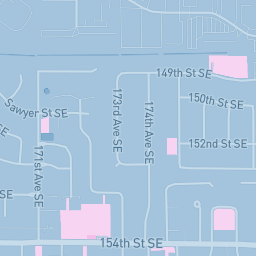 149th St SE
150th St SE
Sawyer St SE
173rd Ave SE
174th Ave SE
152nd St SE
171st Ave SE
154th St SE